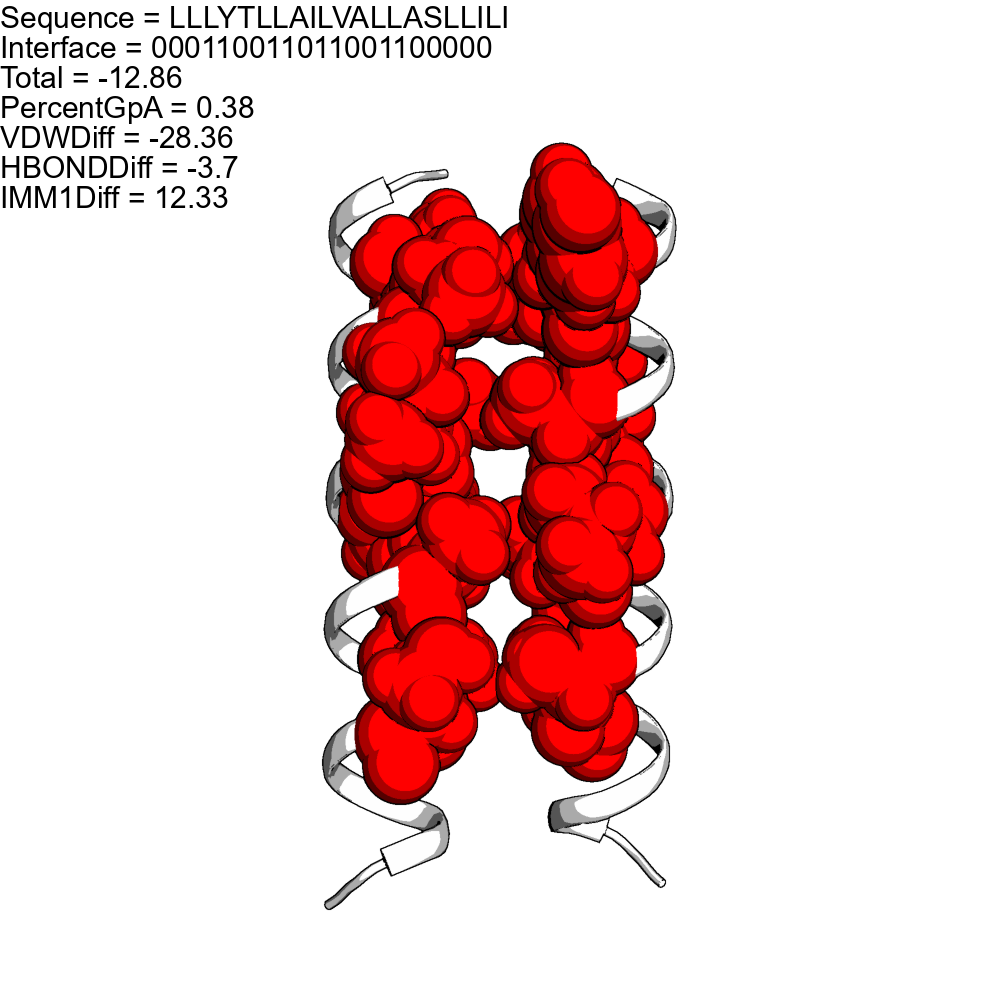 Sequence = LLLYTLLAILVALLASLLILI
Interface = 000110011011001100000
Total = -12.86
PercentGpA = 0.38
VDWDiff = -28.36
HBONDDiff = -3.7
IMM1Diff = 12.33